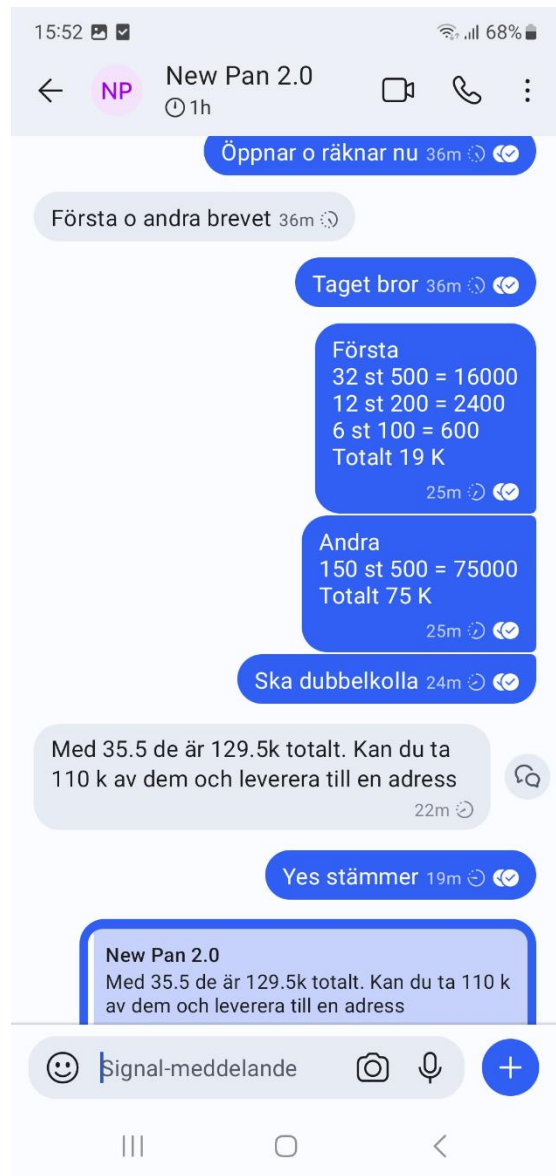 15:52
68%
NP
New Pan 2.0
1h
Öppnar o räknar nu 36m
Första o andra brevet 36m
Taget bror 36m
Första
32 st 500 = 16000
12 st 200 = 2400
6 st 100 = 600
Totalt 19 K
25m
Andra
150 st 500 = 75000
Totalt 75 K
25m
Ska dubbelkolla 24m
Med 35.5 de är 129.5k totalt. Kan du ta
110 k av dem och leverera till en adress
22m
Yes stämmer 19m
New Pan 2.0
Med 35.5 de är 129.5k totalt. Kan du ta 110 k
av dem och leverera till en adress
Signal-meddelande